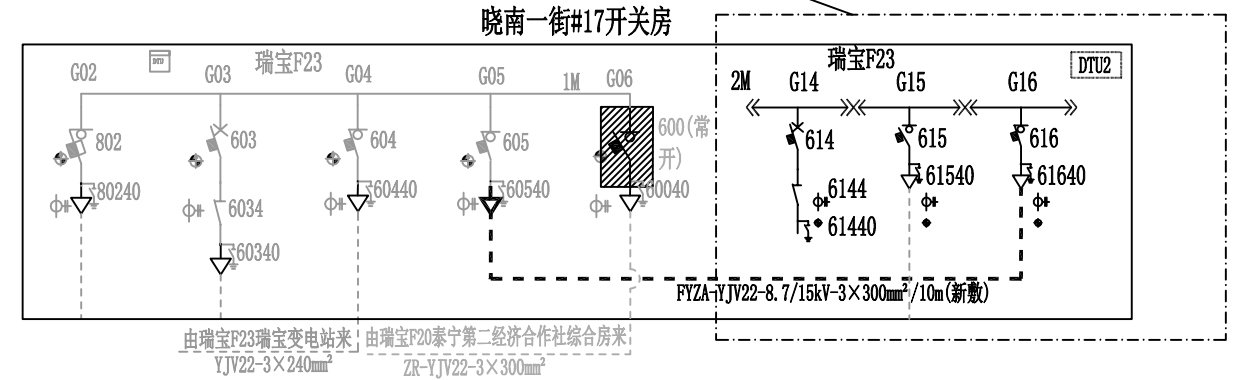 晓南一街#17开关房
瑞宝F23
瑞宝F23
DTU
DTU2
G02
G03
G04
G05
1M
G06
2M
G14
G15
G16
802
603
604
605
600(常
开)
614
615
616
80240
6034
60340
60440
60540
60040
6144
61440
61540
61640
FYZA-YJV22-8.7/15kV-3×300mm²/10m(新敷)
由瑞宝F23瑞宝变电站来
YJV22-3×240mm²
由瑞宝F20泰宁第二经济合作社综合房来
ZR-YJV22-3×300mm²